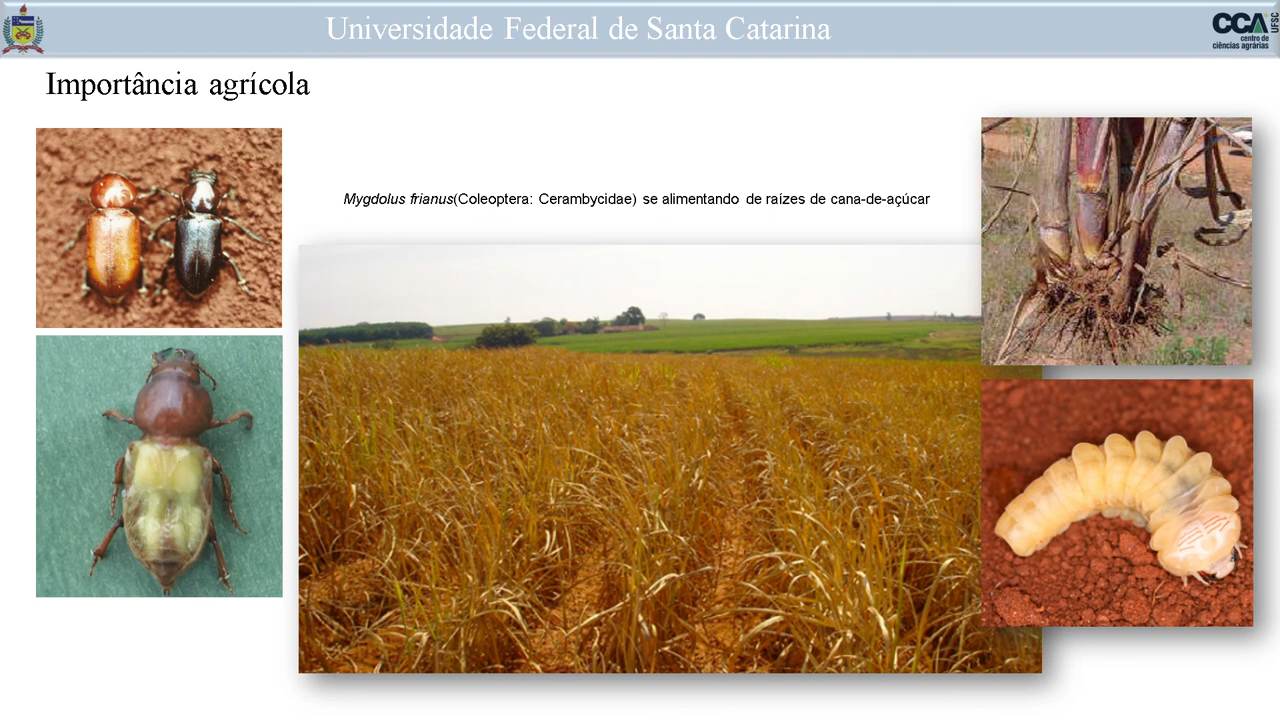 Universidade Federal de Santa Catarina
CCA UFSC
centro de
ciências agrárias
Importância agrícola
Mygdolus frianus(Coleoptera: Cerambycidae) se alimentando de raízes de cana-de-açúcar